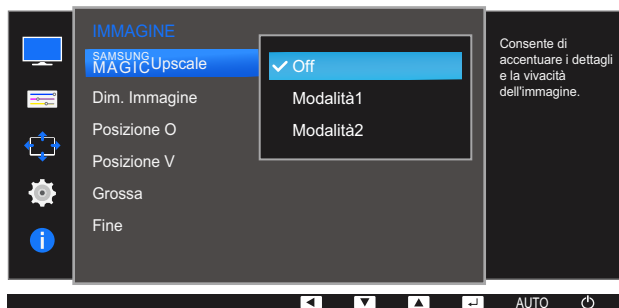 IMMAGINE
SAMSUNG
MAGICUpscale
Dim. Immagine
Posizione O
Posizione V
Grossa
Fine
Off
Modalità1
Modalità2
Consente di
accentuare i dettagli
e la vivacità
dell'immagine.
AUTO